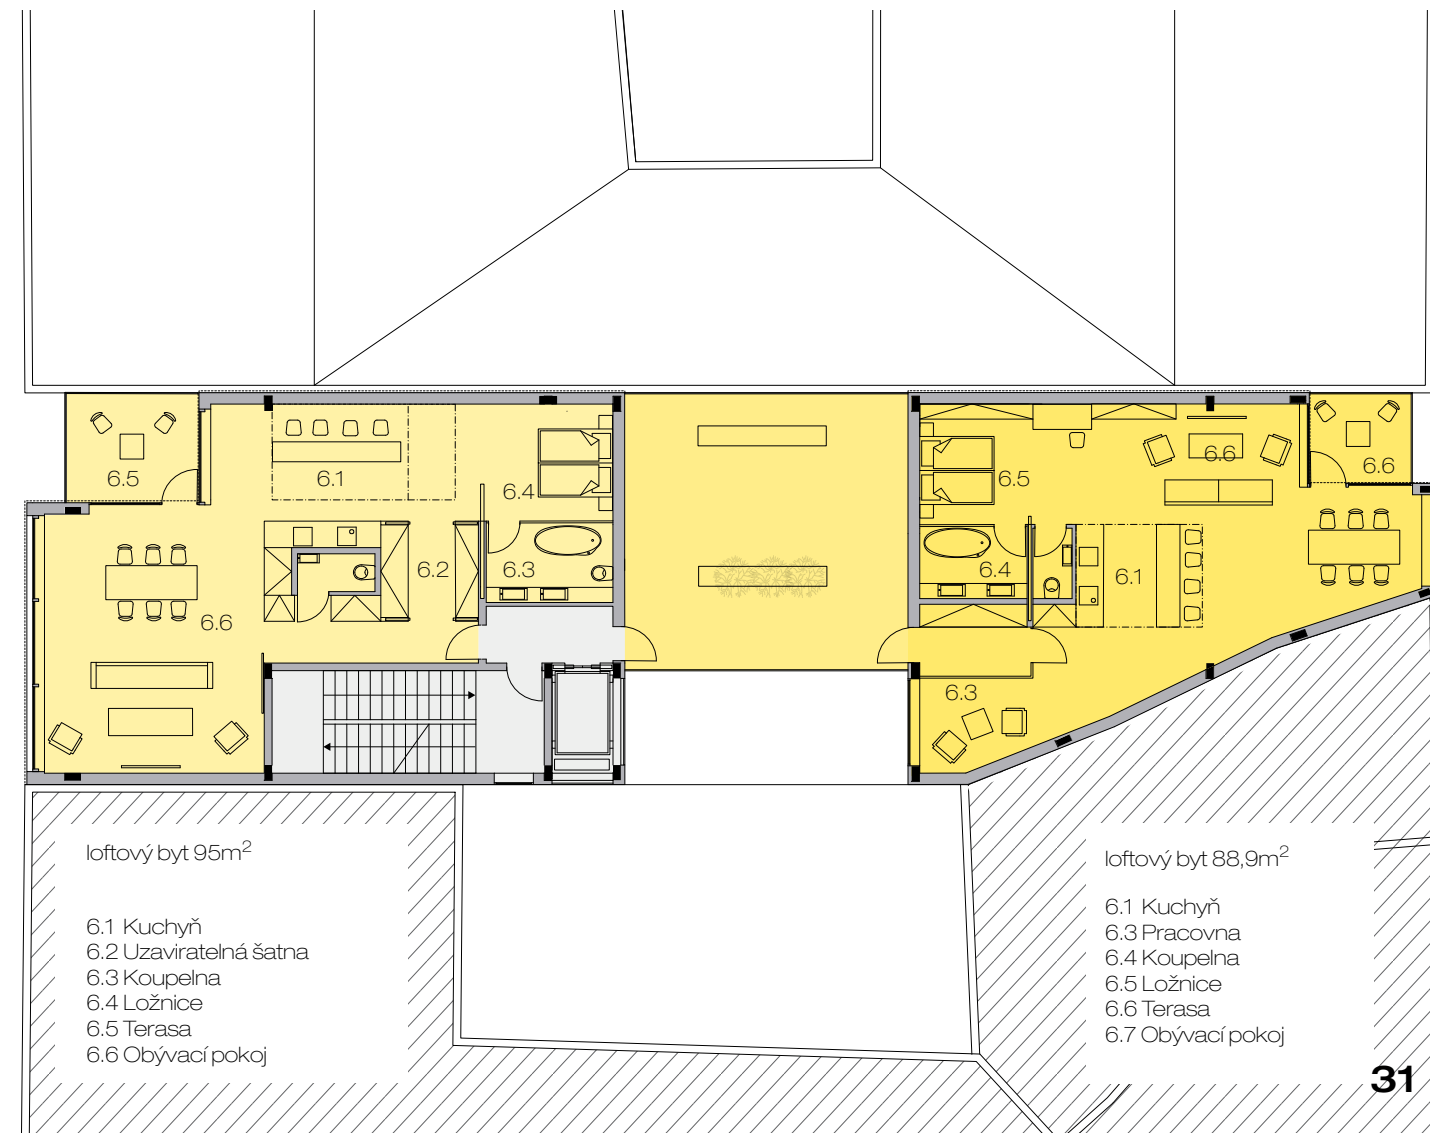 6.5
6.1
6.4
6.3
6.2
6.6
6.5
6.6
6.6
6.4
6.1
6.3
loftový byt 95m²
6.1 Kuchyň
6.2 Uzaviratelná šatna
6.3 Koupelna
6.4 Ložnice
6.5 Terasa
6.6 Obývací pokoj
loftový byt 88,9m²
6.1 Kuchyň
6.3 Pracovna
6.4 Koupelna
6.5 Ložnice
6.6 Terasa
6.7 Obývací pokoj
31